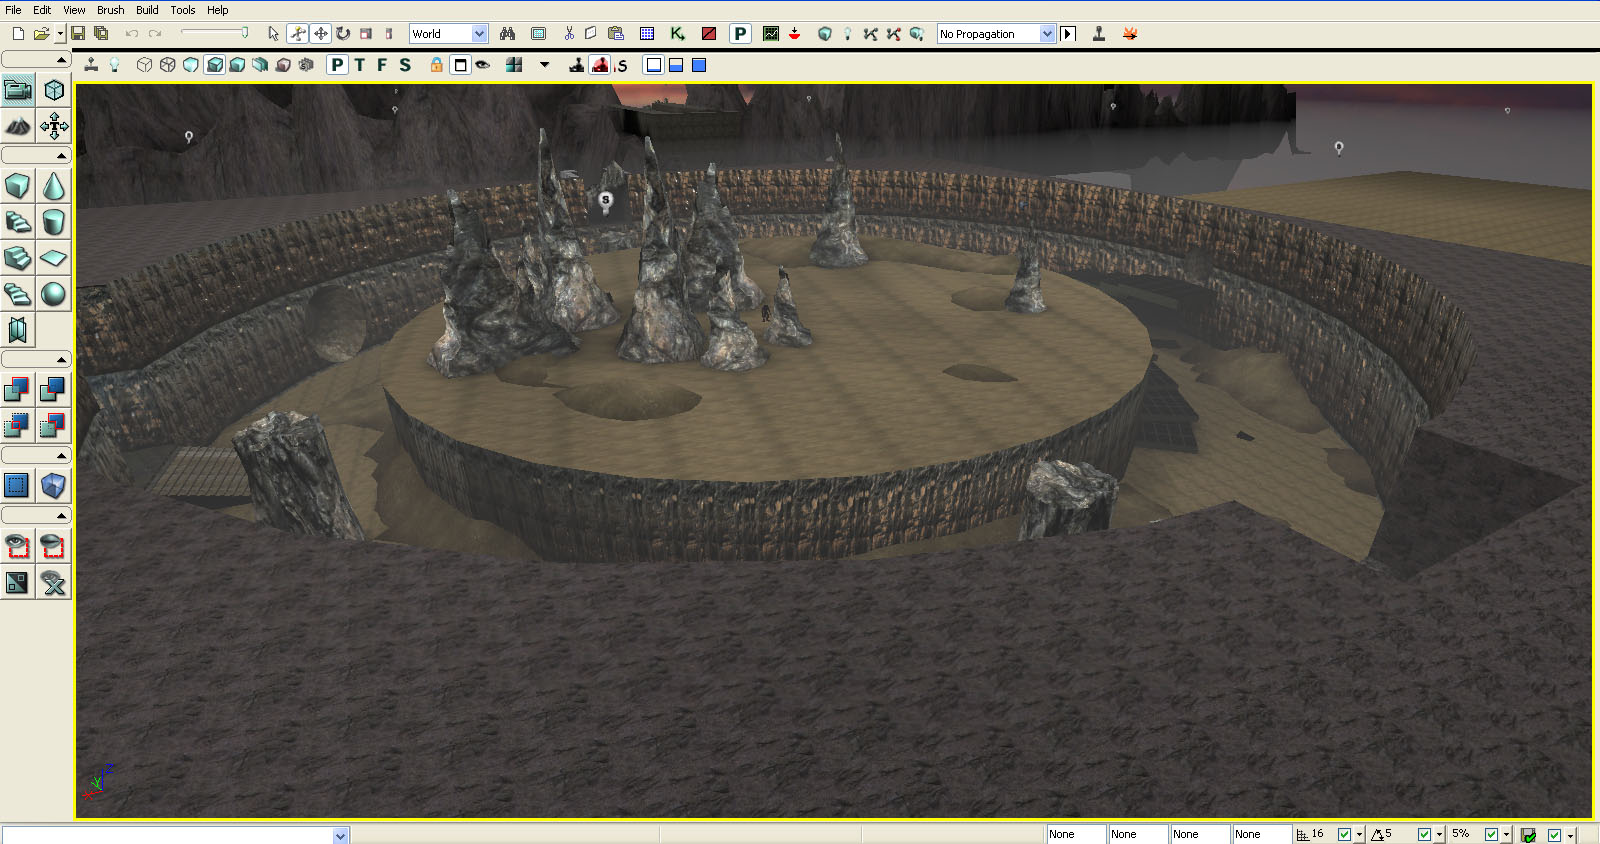 File Edit View Brush Build Tools Help
World
K
P
No Propagation
P T F S
S
S
Z
Y
None None None None 16 5 5%